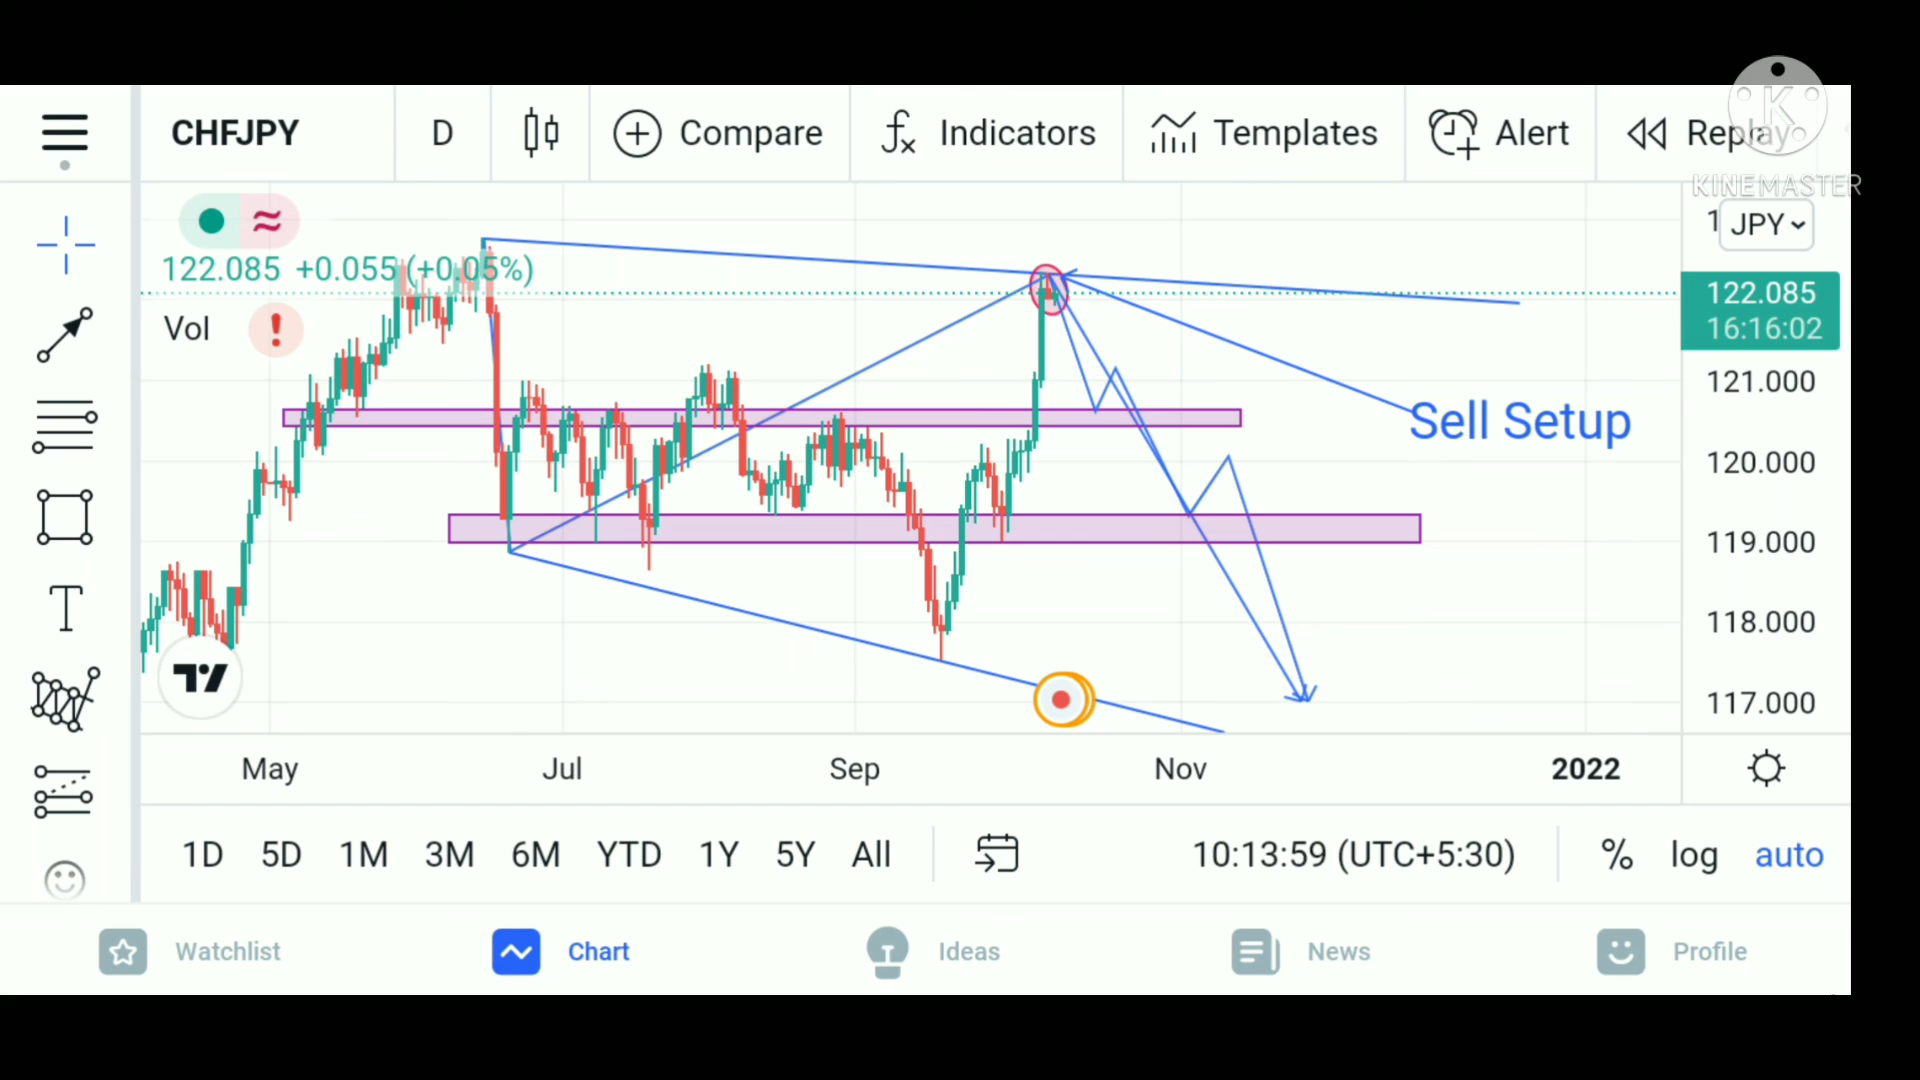 CHFJPY D Compare Indicators Templates Alert Replay
K
KINEMASTER
122.085 +0.055 (+0.05%)
JPY
Vol
122.085
16:16:02
121.000
Sell Setup
120.000
119.000
118.000
117.000
May Jul Sep Nov 2022
1D 5D 1M 3M 6M YTD 1Y 5Y All 10:13:59 (UTC+5:30) % log auto
Watchlist Chart Ideas News Profile